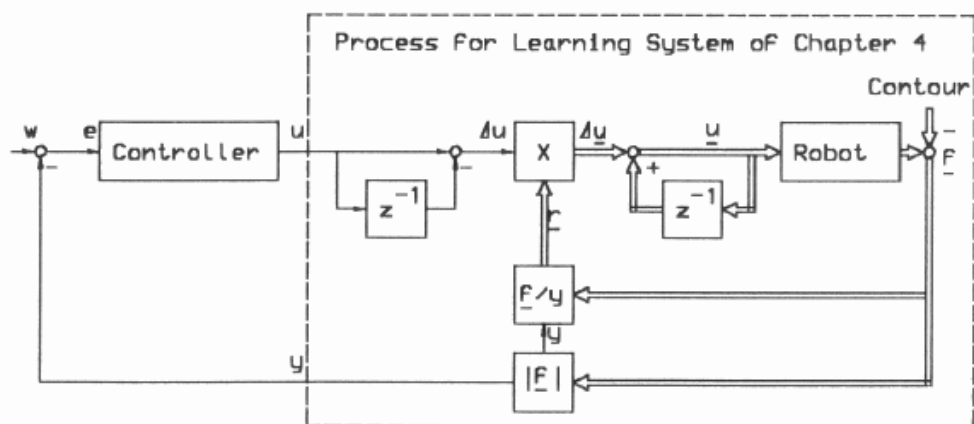 Process for Learning System of Chapter 4
Contour
w
e
Controller
u
Δu
X
Δu
u
Robot
-
f
-
-
+
z⁻¹
z⁻¹
r
f/y
y
y
|f|